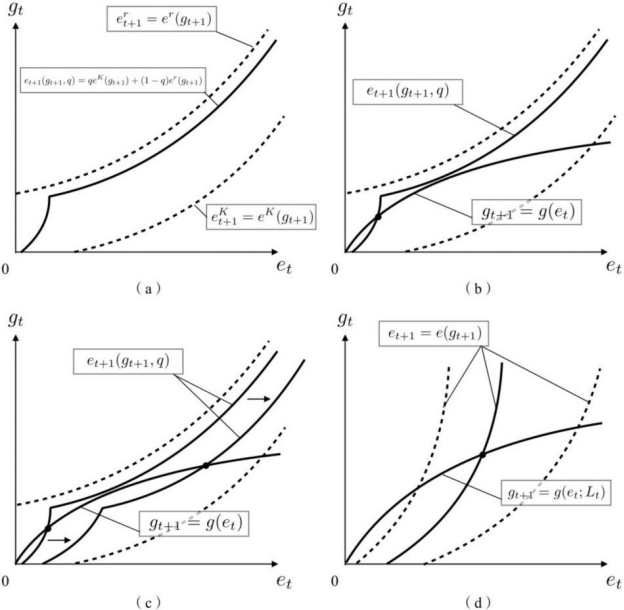 g_t
e^r_{t+1} = e^r(g_{t+1})
e_{t+1}(g_{t+1}, q) = qe^K(g_{t+1}) + (1−q)e^r(g_{t+1})
e^K_{t+1} = e^K(g_{t+1})
0
e_t
(a)
g_t
e_{t+1}(g_{t+1}, q)
g_{t+1} = g(e_t)
0
e_t
(b)
g_t
e_{t+1}(g_{t+1}, q)
g_{t+1} = g(e_t)
0
e_t
(c)
g_t
e_{t+1} = e(g_{t+1})
g_{t+1} = g(e_t; L_t)
0
e_t
(d)